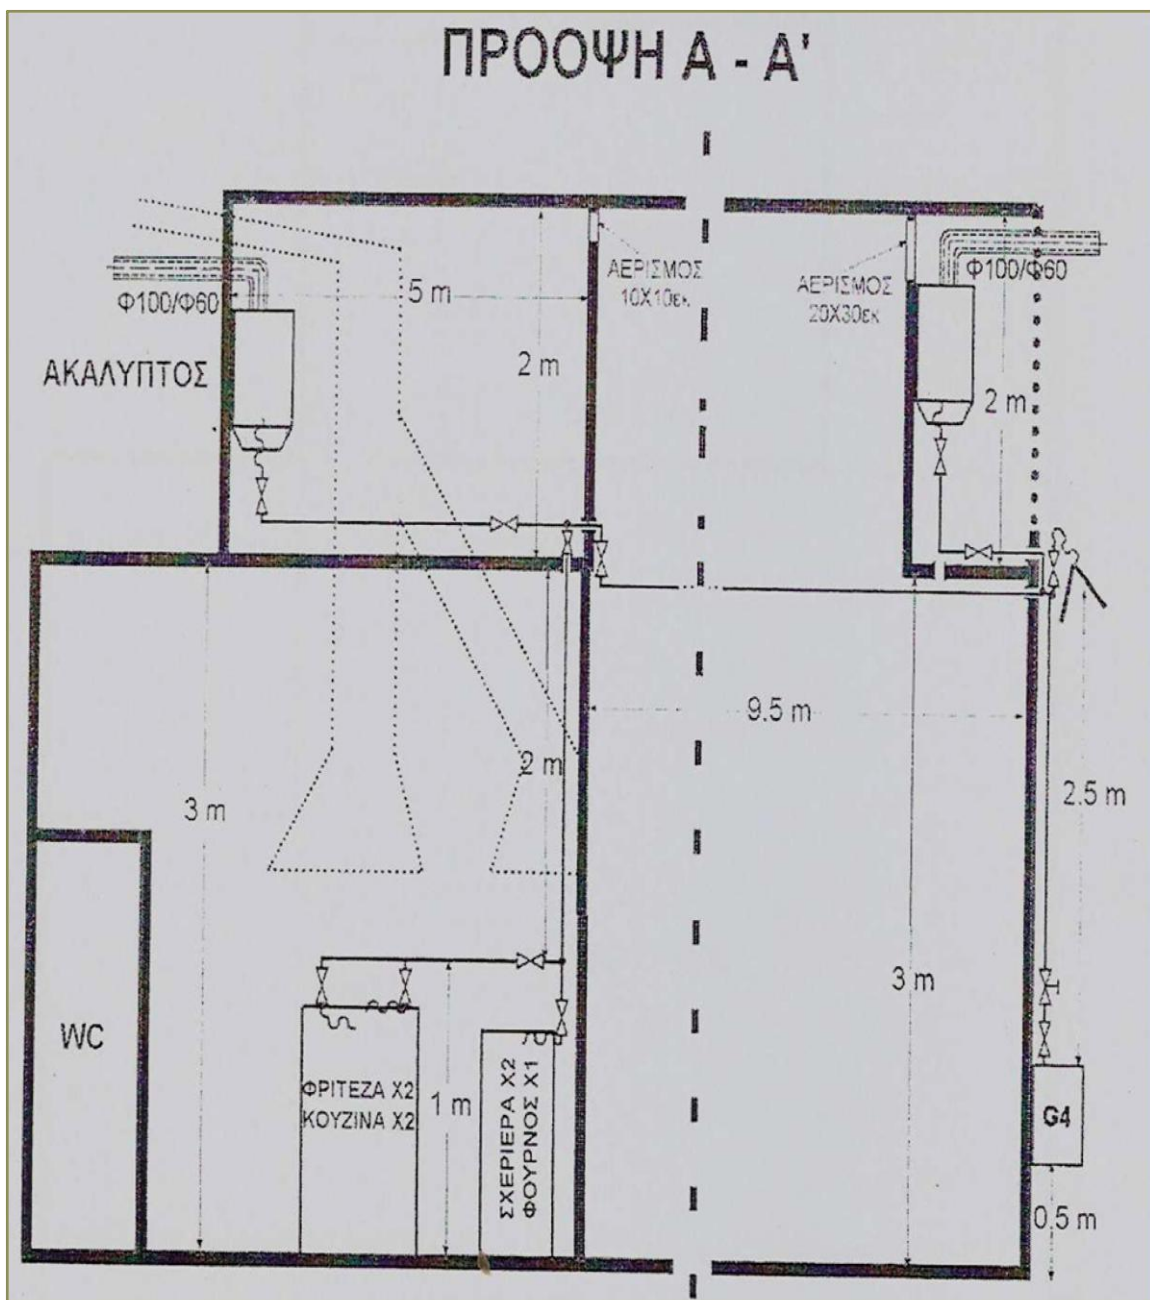 ΠΡΟΟΨΗ Α - Α'
ΑΕΡΙΣΜΟΣ
10Χ10εκ
ΑΕΡΙΣΜΟΣ
20Χ30εκ
Φ100/Φ60
Φ100/Φ60
5 m
2 m
2 m
ΑΚΑΛΥΠΤΟΣ
9.5 m
2 m
3 m
2.5 m
3 m
WC
ΦΡΙΤΕΖΑ Χ2
ΚΟΥΖΙΝΑ Χ2
1 m
ΣΧΕΡΙΕΡΑ Χ2
ΦΟΥΡΝΟΣ Χ1
G4
0.5 m